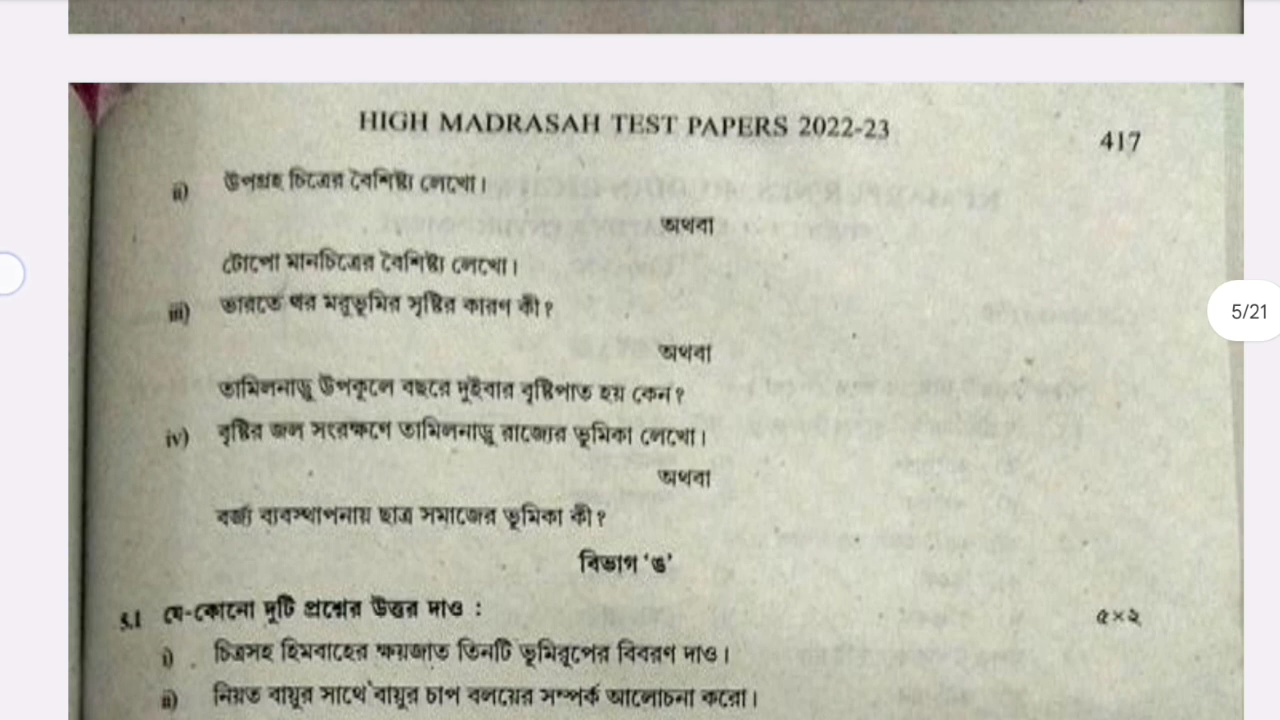 HIGH MADRASAH TEST PAPERS 2022-23
417
ii) উপগ্রহ চিত্রের বৈশিষ্ট্য লেখো।
অথবা
টোপো মানচিত্রের বৈশিষ্ট্য লেখো।
iii) ভারতে থর মরুভূমির সৃষ্টির কারণ কী?
অথবা
তামিলনাড়ু উপকূলে বছরে দুইবার বৃষ্টিপাত হয় কেন?
iv) বৃষ্টির জল সংরক্ষণে তামিলনাড়ু রাজ্যের ভূমিকা লেখো।
অথবা
বর্জ্য ব্যবস্থাপনায় ছাত্র সমাজের ভূমিকা কী?
বিভাগ ‘ঙ’
5.1 যে-কোনো দুটি প্রশ্নের উত্তর দাও : ৫×২
i) চিত্রসহ হিমবাহের ক্ষয়জাত তিনটি ভূমিরূপের বিবরণ দাও।
ii) নিয়ত বায়ুর সাথে বায়ুর চাপ বলয়ের সম্পর্ক আলোচনা করো।
5/21